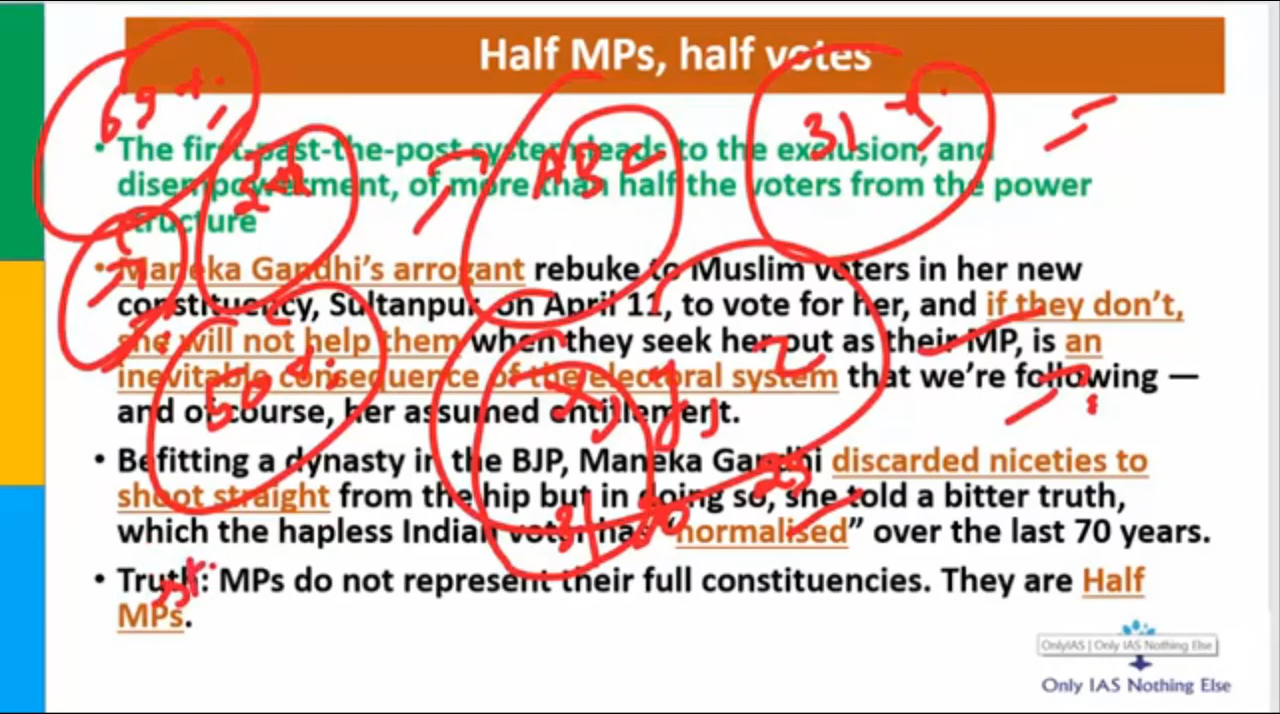 Half MPs, half votes
• The first-past-the-post system leads to the exclusion, and
disempowerment, of more than half the voters from the power
structure
• Maneka Gandhi's arrogant rebuke to Muslim voters in her new
constituency, Sultanpur, on April 11, to vote for her, and if they don't,
she will not help them when they seek her out as their MP, is an
inevitable consequence of the electoral system that we're following —
and of course, her assumed entitlement.
• Befitting a dynasty in the BJP, Maneka Gandhi discarded niceties to
shoot straight from the hip but in doing so, she told a bitter truth,
which the hapless Indian voter has "normalised" over the last 70 years.
• Truth: MPs do not represent their full constituencies. They are Half
MPs.
69
31
ABC
50
31
30
OnlyIAS | Only IAS Nothing Else
Only IAS Nothing Else